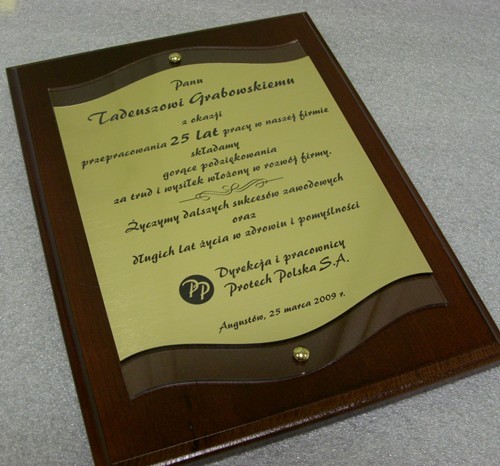 Panu
Tadeuszowi Grabowskiemu
z okazji
przepracowania 25 lat pracy w naszej firmie
składamy
gorące podziękowania
za trud i wysiłek włożony w rozwój firmy.
Życzymy dalszych sukcesów zawodowych
oraz
długich lat życia w zdrowiu i pomyślności
PP
Dyrekcja i pracownicy
Protech Polska S.A.
Augustów, 25 marca 2009 r.